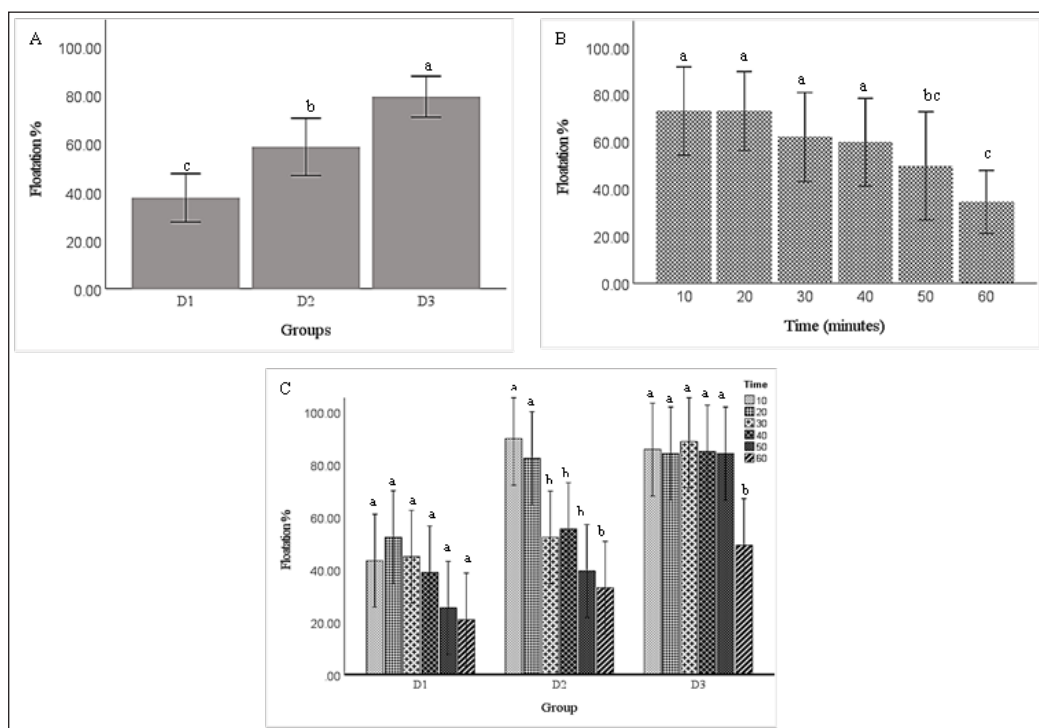 A
100.00
80.00
60.00
40.00
20.00
0.00
Floatation %
c
b
a
D1
D2
D3
Groups
B
100.00
80.00
60.00
40.00
20.00
0.00
Floatation %
a
a
a
a
bc
c
10
20
30
40
50
60
Time (minutes)
C
100.00
80.00
60.00
40.00
20.00
.00
Floatation %
a
a
a
a
a
a
a
a
b
b
b
b
a
a
a
a
a
b
D1
D2
D3
Group
Time
10
20
30
40
50
60